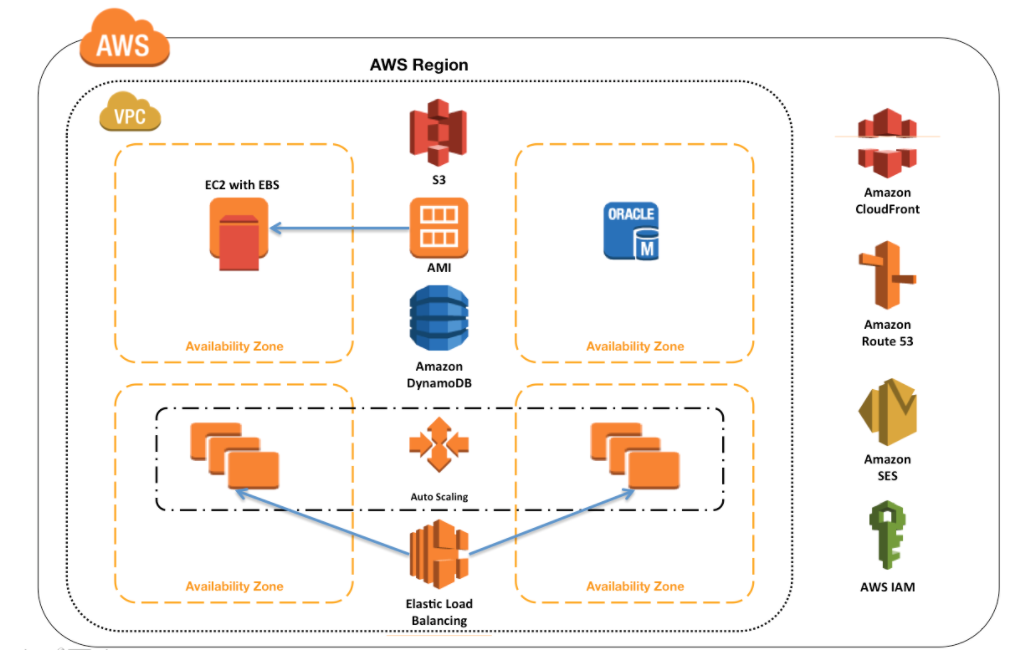 AWS
AWS Region
VPC
S3
EC2 with EBS
AMI
ORACLE
M
Availability Zone
Availability Zone
Amazon
DynamoDB
Auto Scaling
Availability Zone
Availability Zone
Elastic Load
Balancing
Amazon
CloudFront
Amazon
Route 53
Amazon
SES
AWS IAM